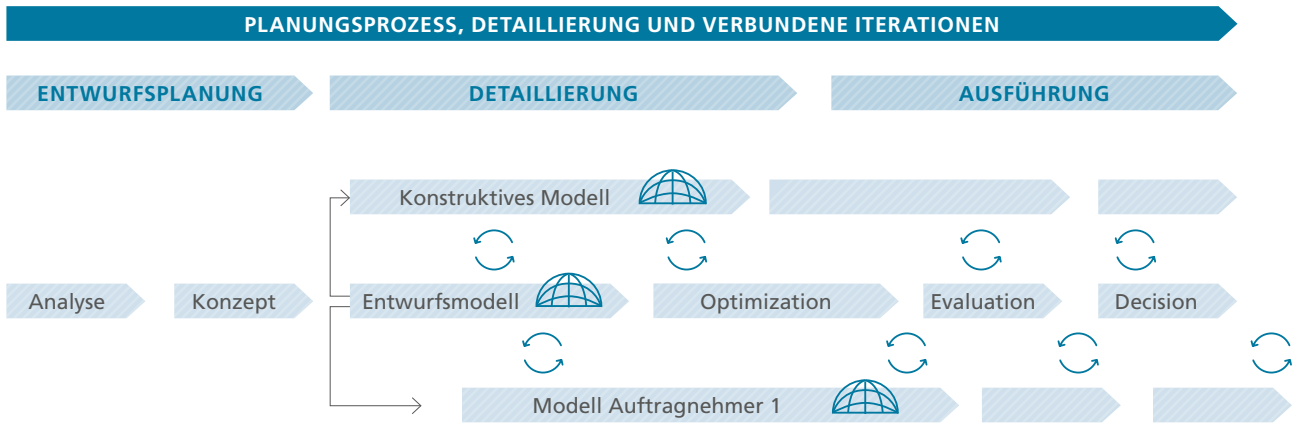 PLANUNGSPROZESS, DETAILLIERUNG UND VERBUNDENE ITERATIONEN
ENTWURFSPLANUNG
DETAILLIERUNG
AUSFÜHRUNG
Konstruktives Modell
Analyse
Konzept
Entwurfsmodell
Optimization
Evaluation
Decision
Modell Auftragnehmer 1